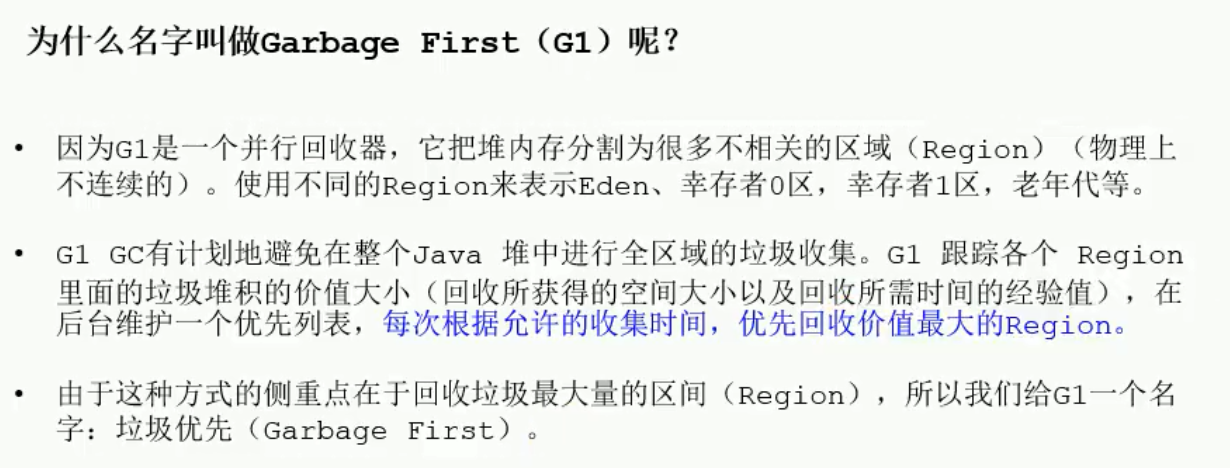 为什么名字叫做Garbage First（G1）呢？
• 因为G1是一个并行回收器，它把堆内存分割为很多不相关的区域（Region）（物理上
不连续的）。使用不同的Region来表示Eden、幸存者0区，幸存者1区，老年代等。
• G1 GC有计划地避免在整个Java 堆中进行全区域的垃圾收集。G1 跟踪各个 Region
里面的垃圾堆积的价值大小（回收所获得的空间大小以及回收所需时间的经验值），在
后台维护一个优先列表，每次根据允许的收集时间，优先回收价值最大的Region。
• 由于这种方式的侧重点在于回收垃圾最大量的区间（Region），所以我们给G1一个名
字：垃圾优先（Garbage First）。